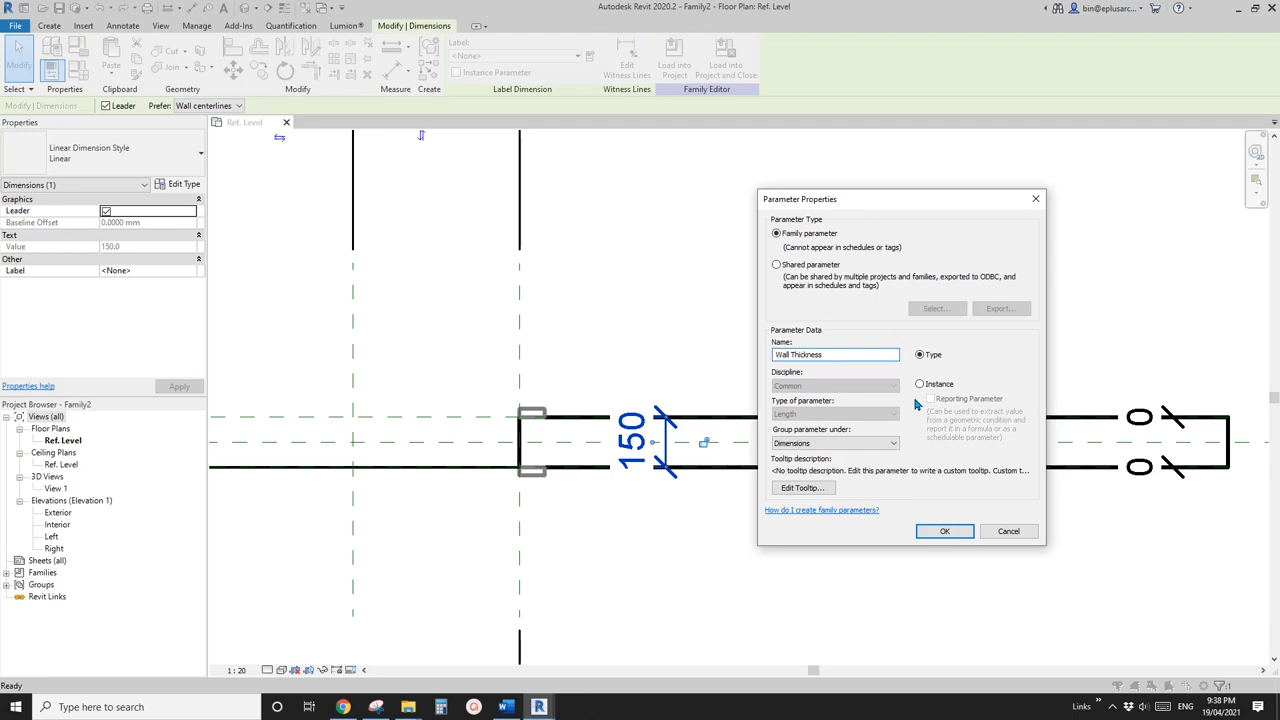 Autodesk Revit 2020.2 - Family2 - Floor Plan: Ref. Level
bin@eplusarc...
File Create Insert Annotate View Manage Add-Ins Quantification Lumion® Modify | Dimensions
Modify
Paste
Cut
Join
Label:
<None>
Instance Parameter
Edit
Witness Lines
Load into
Project
Load into
Project and Close
Select Properties Clipboard Geometry Modify Measure Create Label Dimension Witness Lines Family Editor
Modify | Dimensions Leader Prefer: Wall centerlines
Properties
Ref. Level
Linear Dimension Style
Linear
Dimensions (1) Edit Type
Graphics
Leader
Baseline Offset 0.0000 mm
Text
Value 150.0
Other
Label <None>
Properties help Apply
Project Browser - Family2
Views (all)
Floor Plans
Ref. Level
Ceiling Plans
Ref. Level
3D Views
View 1
Elevations (Elevation 1)
Exterior
Interior
Left
Right
Sheets (all)
Families
Groups
Revit Links
150
0
0
Parameter Properties
Parameter Type
Family parameter
(Cannot appear in schedules or tags)
Shared parameter
(Can be shared by multiple projects and families, exported to ODBC, and
appear in schedules and tags)
Select... Export...
Parameter Data
Name:
Wall Thickness
Type
Discipline:
Common
Instance
Reporting Parameter
(Can be used to extract value
from a geometric condition and
report it in a formula or as a
schedulable parameter)
Type of parameter:
Length
Group parameter under:
Dimensions
Tooltip description:
<No tooltip description. Edit this parameter to write a custom tooltip. Custom t...
Edit Tooltip...
How do I create family parameters?
OK Cancel
1 : 20
Ready
:1
Type here to search
Links
ENG
9:38 PM
19/04/2021